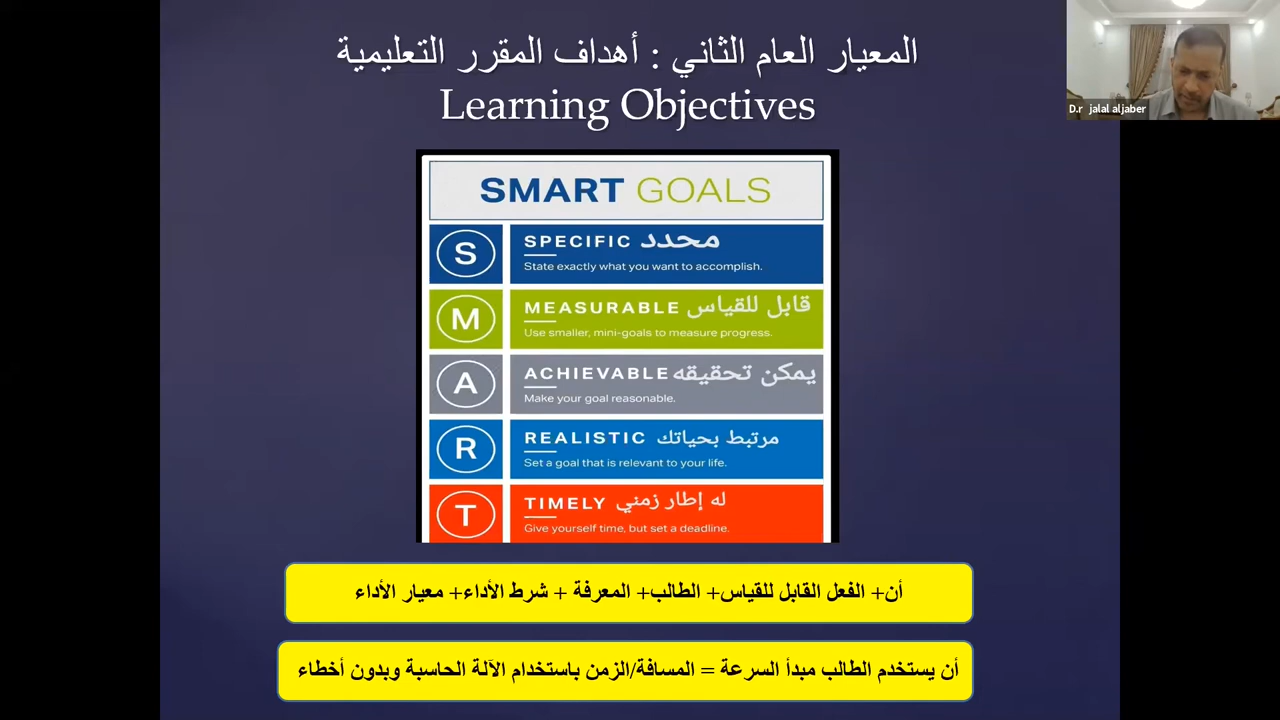 المعيار العام الثاني : أهداف المقرر التعليمية
Learning Objectives
D.r jalal aljaber
SMART GOALS
S
SPECIFIC محدد
State exactly what you want to accomplish.
M
MEASURABLE قابل للقياس
Use smaller, mini-goals to measure progress.
A
ACHIEVABLE يمكن تحقيقه
Make your goal reasonable.
R
REALISTIC مرتبط بحياتك
Set a goal that is relevant to your life.
T
TIMELY له إطار زمني
Give yourself time, but set a deadline.
أن+ الفعل القابل للقياس+ الطالب+ المعرفة + شرط الأداء+ معيار الأداء
أن يستخدم الطالب مبدأ السرعة = المسافة/الزمن باستخدام الآلة الحاسبة وبدون أخطاء